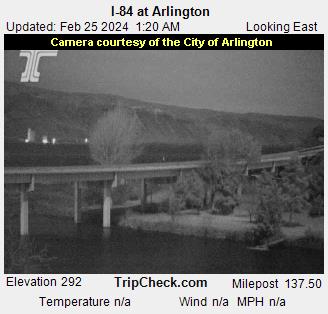 I-84 at Arlington
Updated: Feb 25 2024 1:20 AM Looking East
Camera courtesy of the City of Arlington
Elevation 292 TripCheck.com Milepost 137.50
Temperature n/a Wind n/a MPH n/a